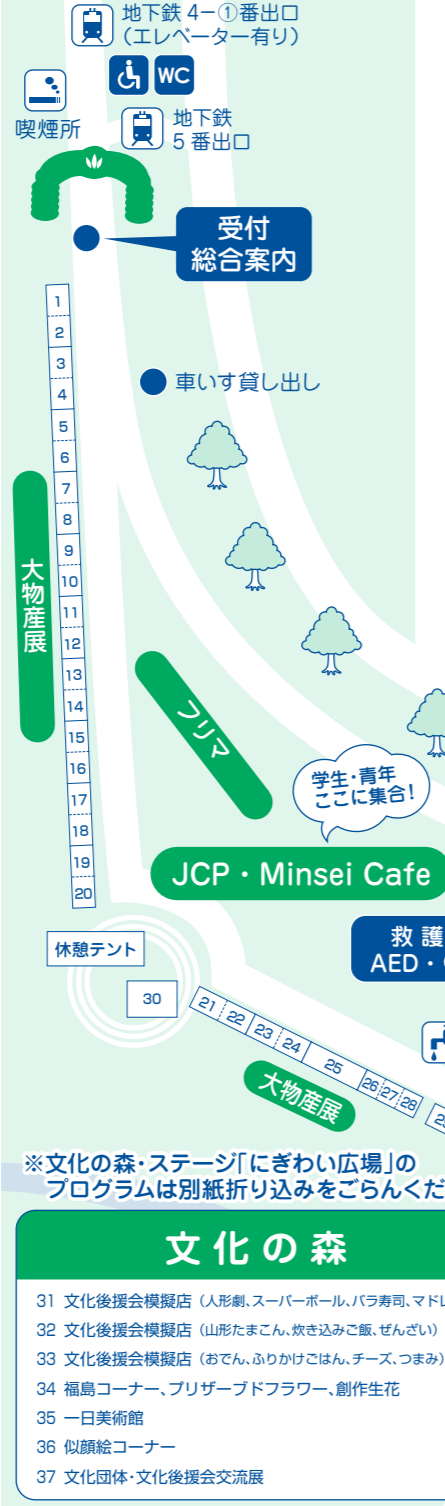 地下鉄 4−①番出口
（エレベーター有り）
WC
喫煙所
地下鉄
5 番出口
受付
総合案内
1
2
3
4
5
6
7
8
9
10
11
12
13
14
15
16
17
18
19
20
車いす貸し出し
大物産展
フリマ
学生・青年
ここに集合！
JCP・Minsei Cafe
救護
AED・
休憩テント
30
21
22
23
24
25
26
27
28
大物産展
※文化の森・ステージ「にぎわい広場」の
プログラムは別紙折り込みをごらんくだ
文化の森
31 文化後援会模擬店（人形劇、スーパーボール、バラ寿司、マドレ
32 文化後援会模擬店（山形たまこん、炊き込みご飯、ぜんざい）
33 文化後援会模擬店（おでん、ふりかけごはん、チーズ、つまみ）
34 福島コーナー、プリザーブドフラワー、創作生花
35 一日美術館
36 似顔絵コーナー
37 文化団体・文化後援会交流展